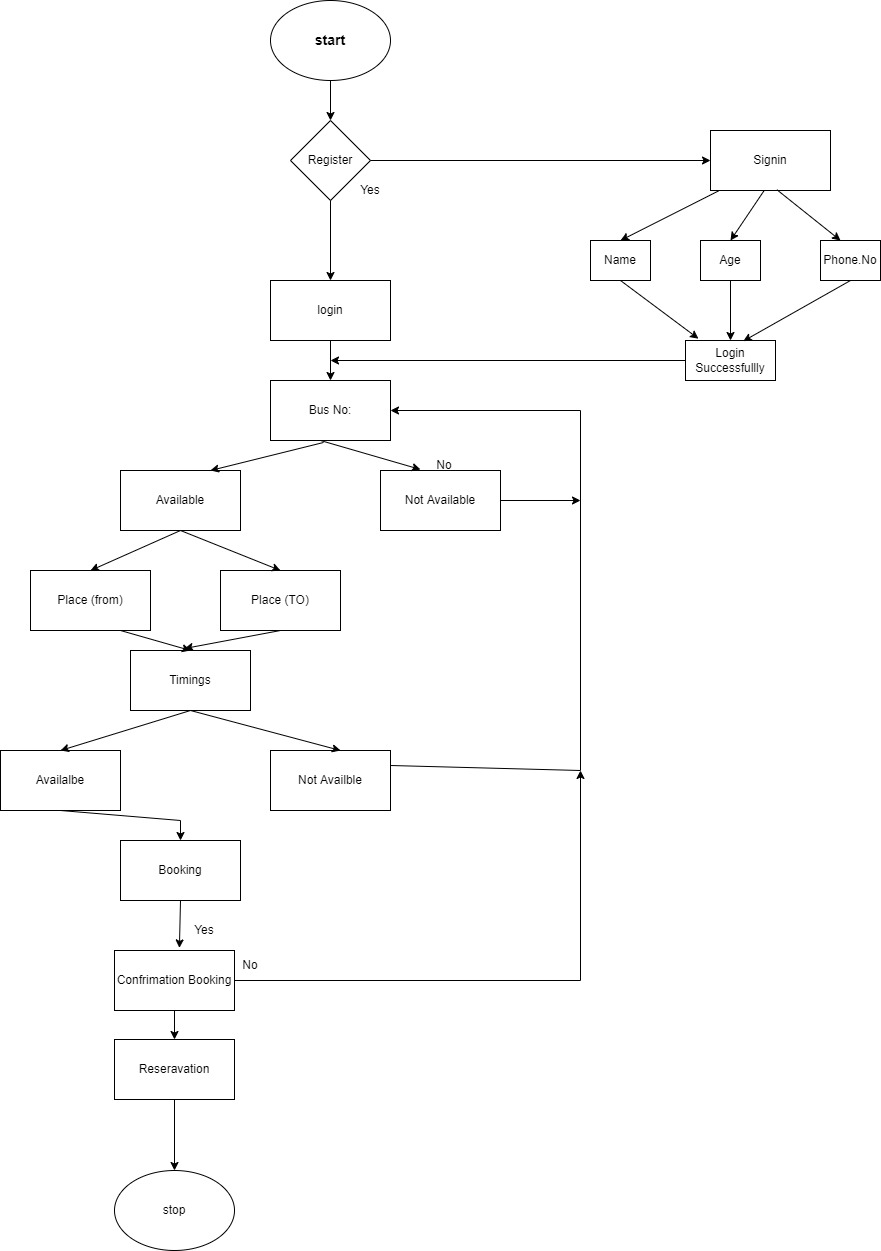 start
Register
Signin
Yes
Name
Age
Phone.No
login
Login
Successfullly
Bus No:
No
Available
Not Available
Place (from)
Place (TO)
Timings
Availalbe
Not Availble
Booking
Yes
No
Confrimation Booking
Reseravation
stop